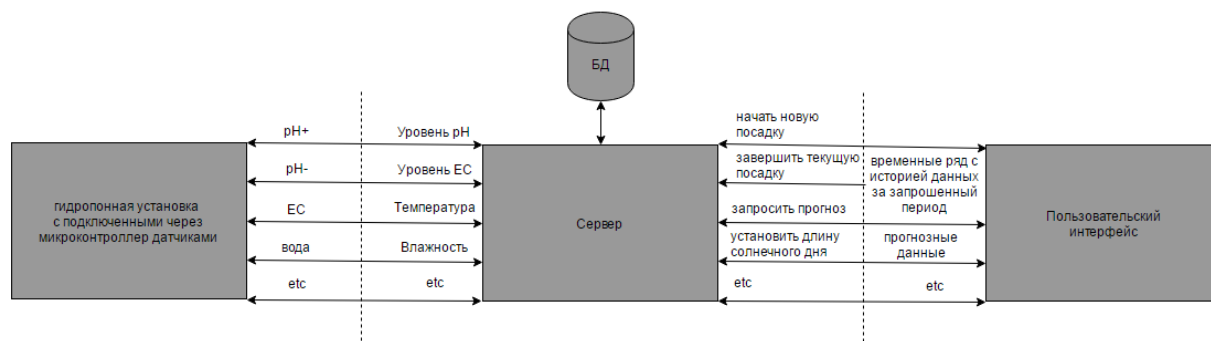 БД
гидропонная установка
с подключенными через
микроконтроллер датчиками
pH+
Уровень pH
pH-
Уровень EC
EC
Температура
вода
Влажность
etc
etc
Сервер
начать новую
посадку
завершить текущую
посадку
запросить прогноз
установить длину
солнечного дня
etc
временные ряд с
историей данных
за запрошенный
период
прогнозные
данные
etc
Пользовательский
интерфейс